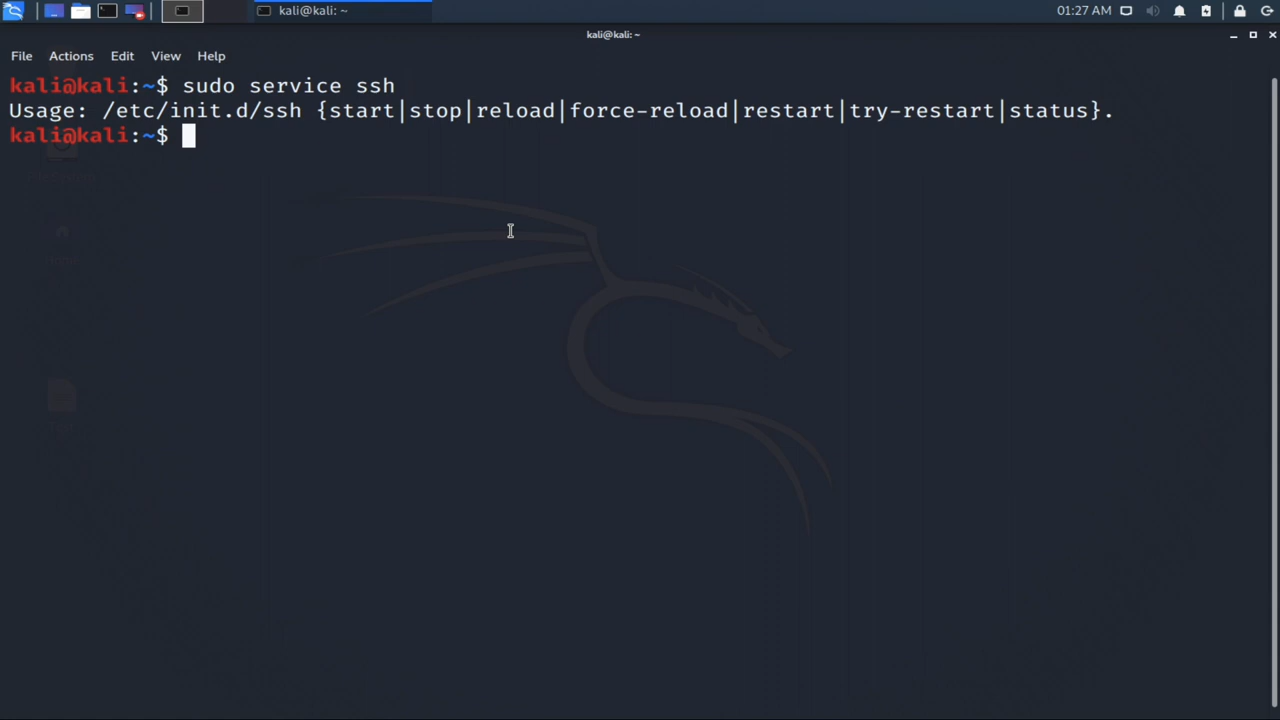 kali@kali: ~
01:27 AM
kali@kali: ~
File Actions Edit View Help
kali@kali:~$ sudo service ssh
Usage: /etc/init.d/ssh {start|stop|reload|force-reload|restart|try-restart|status}.
kali@kali:~$